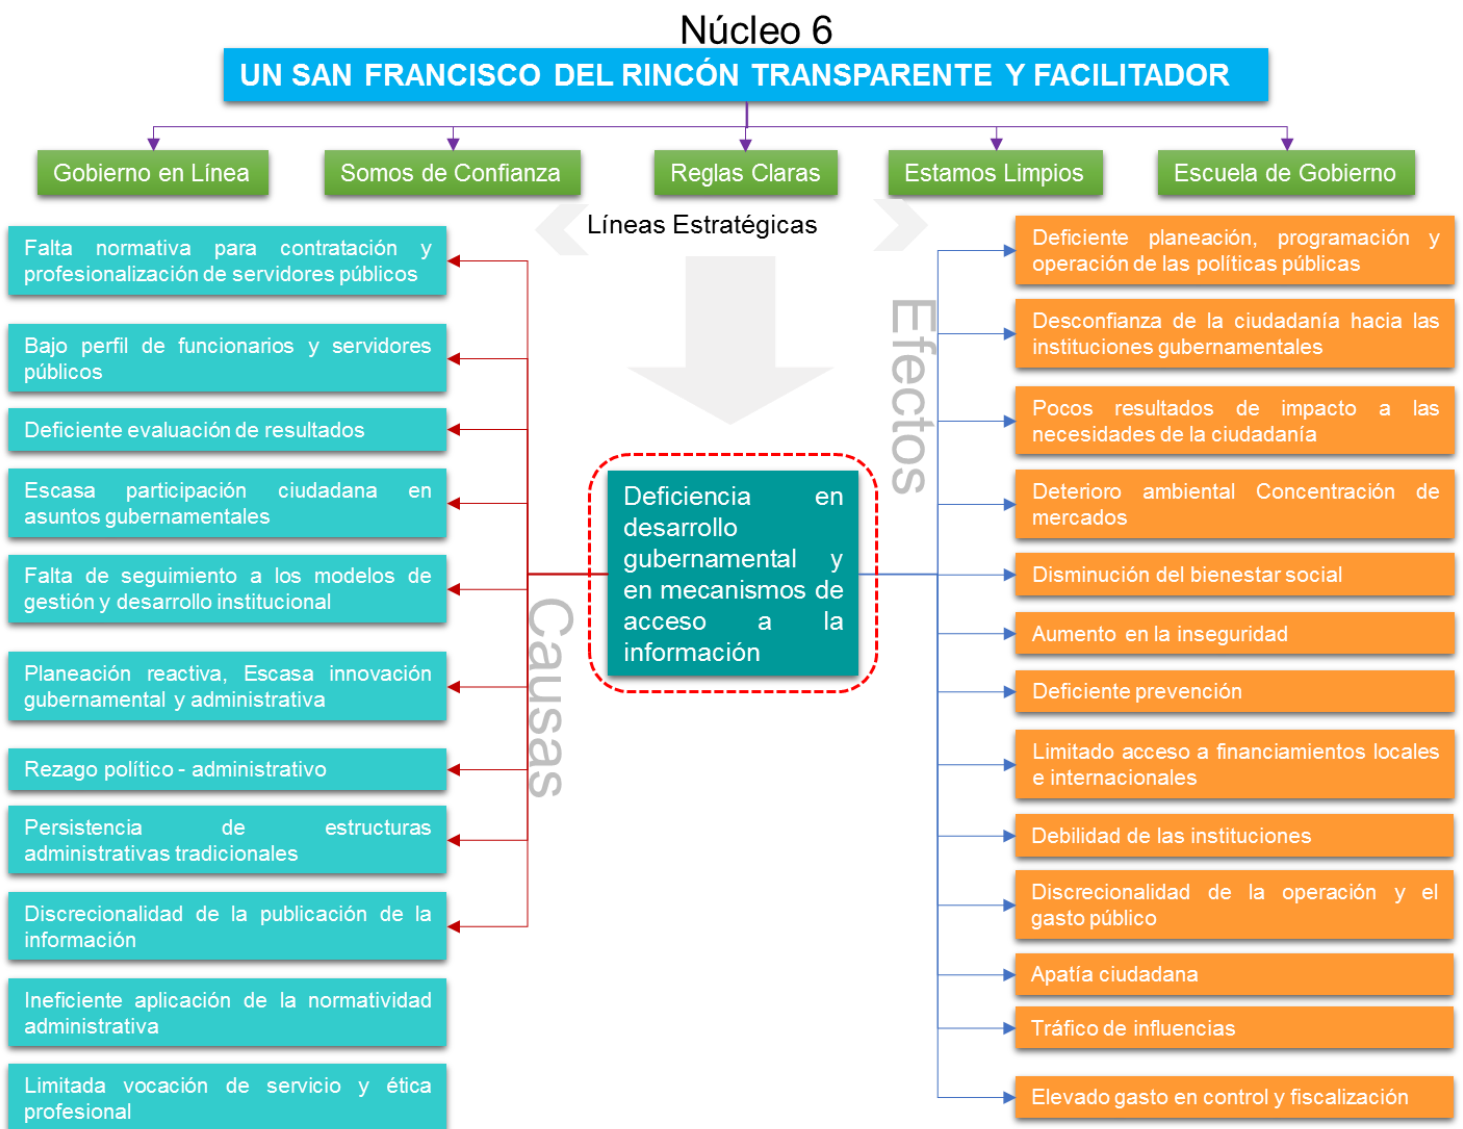 Núcleo 6
UN SAN FRANCISCO DEL RINCÓN TRANSPARENTE Y FACILITADOR
Gobierno en Línea
Somos de Confianza
Reglas Claras
Estamos Limpios
Escuela de Gobierno
Líneas Estratégicas
Falta normativa para contratación y
profesionalización de servidores públicos
Bajo perfil de funcionarios y servidores
públicos
Deficiente evaluación de resultados
Escasa participación ciudadana en
asuntos gubernamentales
Falta de seguimiento a los modelos de
gestión y desarrollo institucional
Planeación reactiva, Escasa innovación
gubernamental y administrativa
Rezago político - administrativo
Persistencia de estructuras
administrativas tradicionales
Discrecionalidad de la publicación de la
información
Ineficiente aplicación de la normatividad
administrativa
Limitada vocación de servicio y ética
profesional
Causas
Deficiencia en
desarrollo
gubernamental y
en mecanismos de
acceso a la
información
Efectos
Deficiente planeación, programación y
operación de las políticas públicas
Desconfianza de la ciudadanía hacia las
instituciones gubernamentales
Pocos resultados de impacto a las
necesidades de la ciudadanía
Deterioro ambiental Concentración de
mercados
Disminución del bienestar social
Aumento en la inseguridad
Deficiente prevención
Limitado acceso a financiamientos locales
e internacionales
Debilidad de las instituciones
Discrecionalidad de la operación y el
gasto público
Apatía ciudadana
Tráfico de influencias
Elevado gasto en control y fiscalización